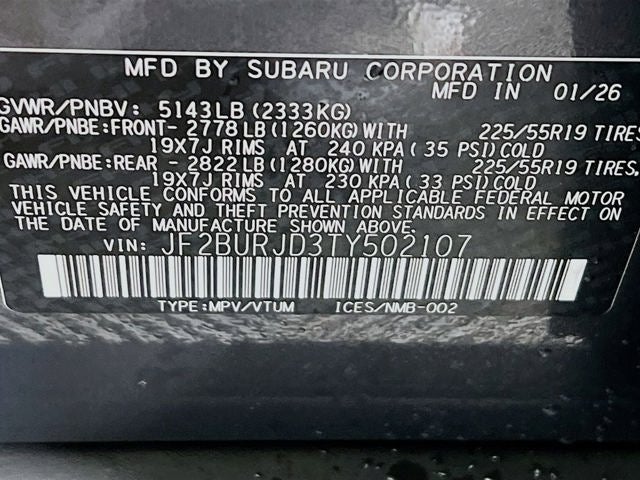 MFD BY SUBARU CORPORATION
MFD IN 01/26
GVWR/PNBV: 5143LB(2333KG)
GAWR/PNBE:FRONT-2778LB(1260KG)WITH 225/55R19 TIRES,
19X7J RIMS AT 240 KPA(35 PSI)COLD
GAWR/PNBE:REAR -2822LB(1280KG)WITH 225/55R19 TIRES,
19X7J RIMS AT 230 KPA(33 PSI)COLD
THIS VEHICLE CONFORMS TO ALL APPLICABLE FEDERAL MOTOR
VEHICLE SAFETY AND THEFT PREVENTION STANDARDS IN EFFECT ON
THE DATE OF MANUFACTURE SHOWN ABOVE.
VIN: JF2BURJD3TY502107
TYPE:MPV/VTUM ICES/NMB-002